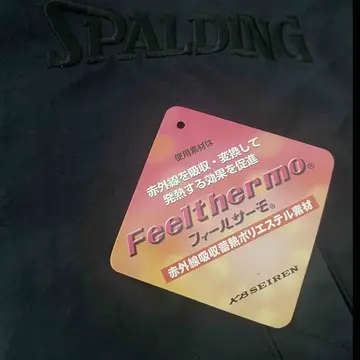 SPALDING
使用素材は
赤外線を吸収・変換して
発熱する効果を促進
Feelthermo®
フィールサーモ®
赤外線吸収蓄熱ポリエステル素材
KBSEIREN